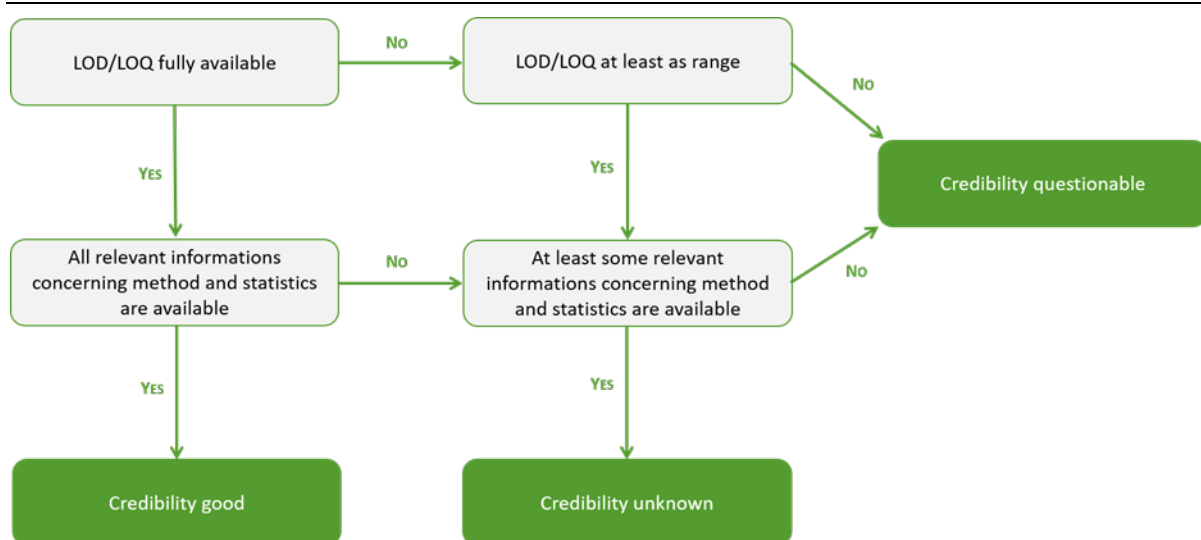 LOD/LOQ fully available
No
LOD/LOQ at least as range
No
Yes
Yes
Credibility questionable
All relevant informations
concerning method and statistics
are available
No
At least some relevant
informations concerning method
and statistics are available
No
Yes
Yes
Credibility good
Credibility unknown